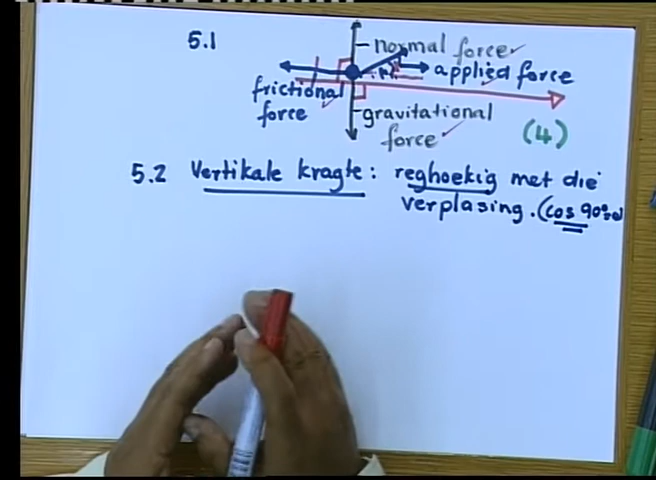 5.1
normal force ✓
applied force
frictional
force
gravitational
force ✓
(4)
5.2 Vertikale kragte: reghoekig met die
verplasing. (cos 90°=0)